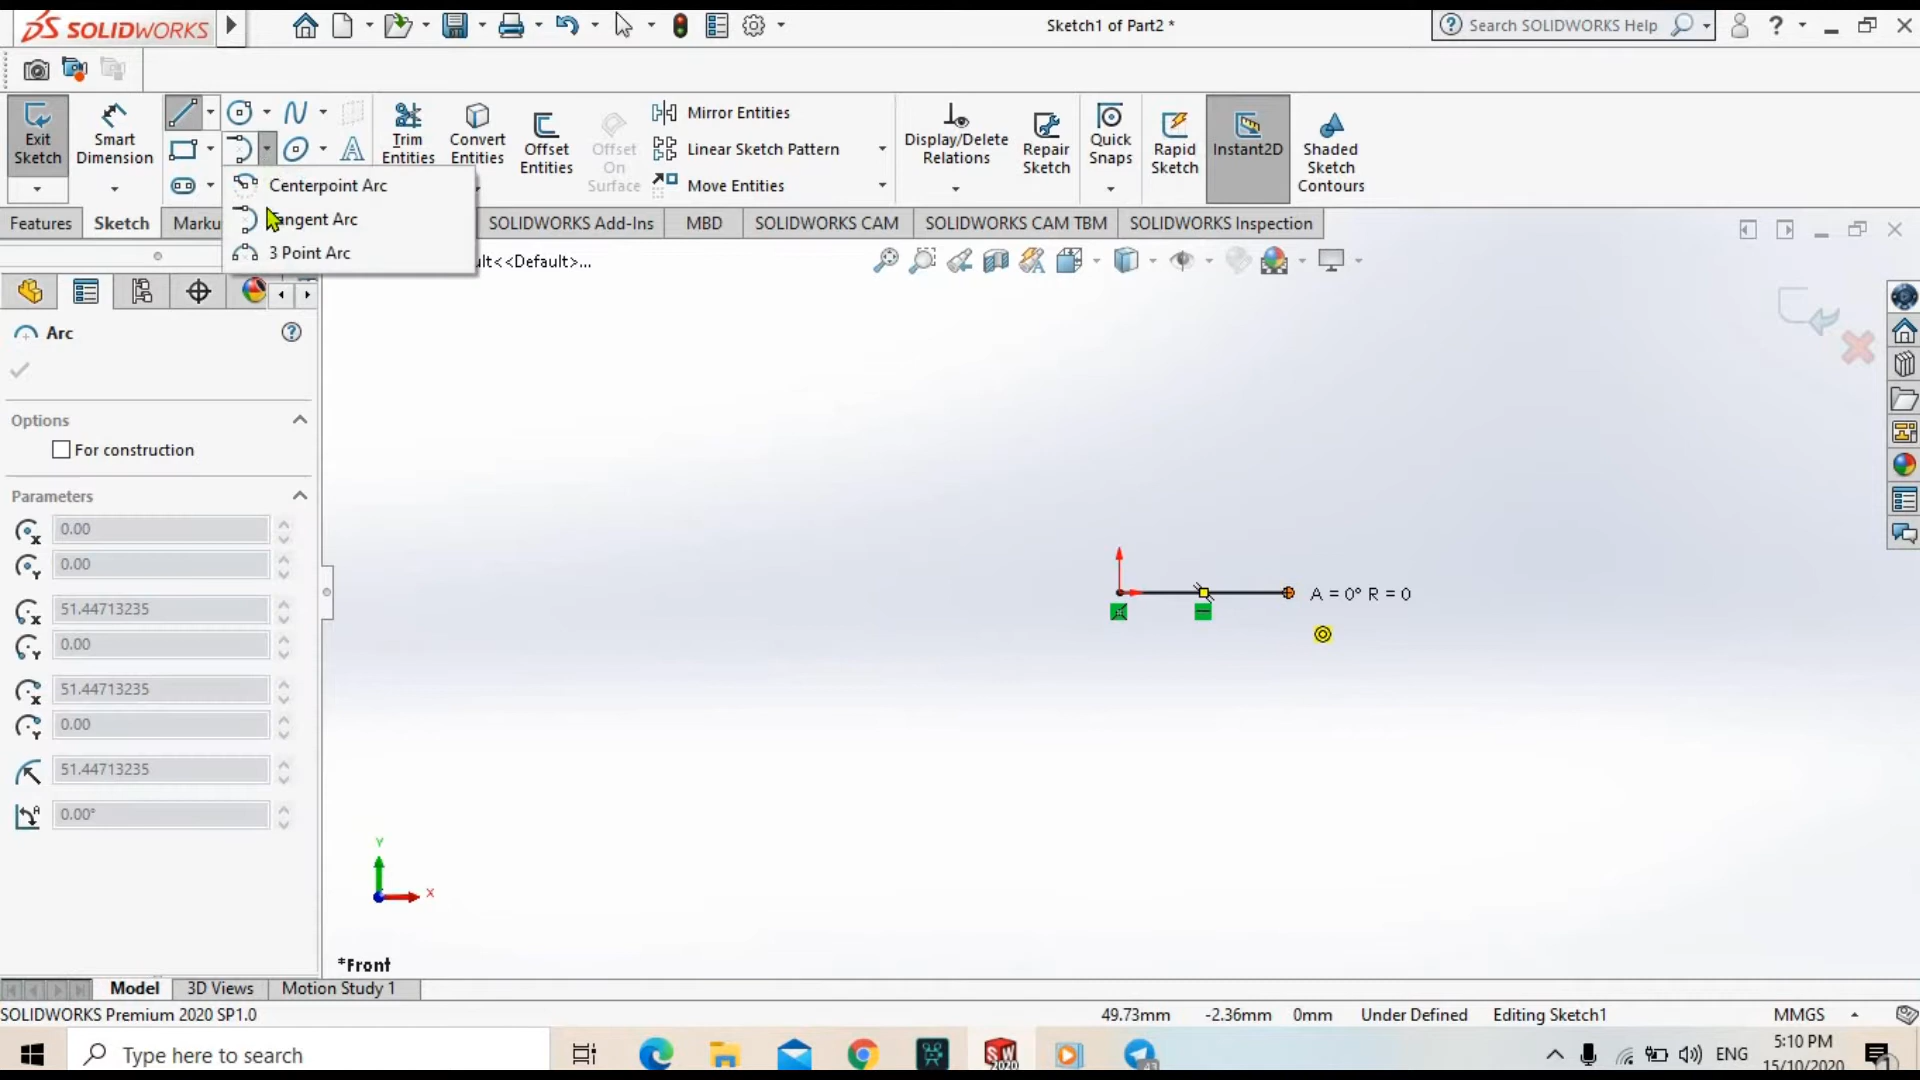 SOLIDWORKS
Sketch1 of Part2 *
Search SOLIDWORKS Help
?
Exit Sketch
Smart Dimension
Trim Entities
Convert Entities
Offset Entities
Offset On Surface
Mirror Entities
Linear Sketch Pattern
Move Entities
Display/Delete Relations
Repair Sketch
Quick Snaps
Rapid Sketch
Instant2D
Shaded Sketch Contours
Centerpoint Arc
angent Arc
3 Point Arc
Features
Sketch
Marku
SOLIDWORKS Add-Ins
MBD
SOLIDWORKS CAM
SOLIDWORKS CAM TBM
SOLIDWORKS Inspection
ult<<Default>...
Arc
Options
For construction
Parameters
0.00
0.00
51.44713235
0.00
51.44713235
0.00
51.44713235
0.00°
A = 0° R = 0
Y
X
*Front
Model
3D Views
Motion Study 1
SOLIDWORKS Premium 2020 SP1.0
49.73mm
-2.36mm
0mm
Under Defined
Editing Sketch1
MMGS
Type here to search
SW
2020
ENG
5:10 PM
15/10/2020